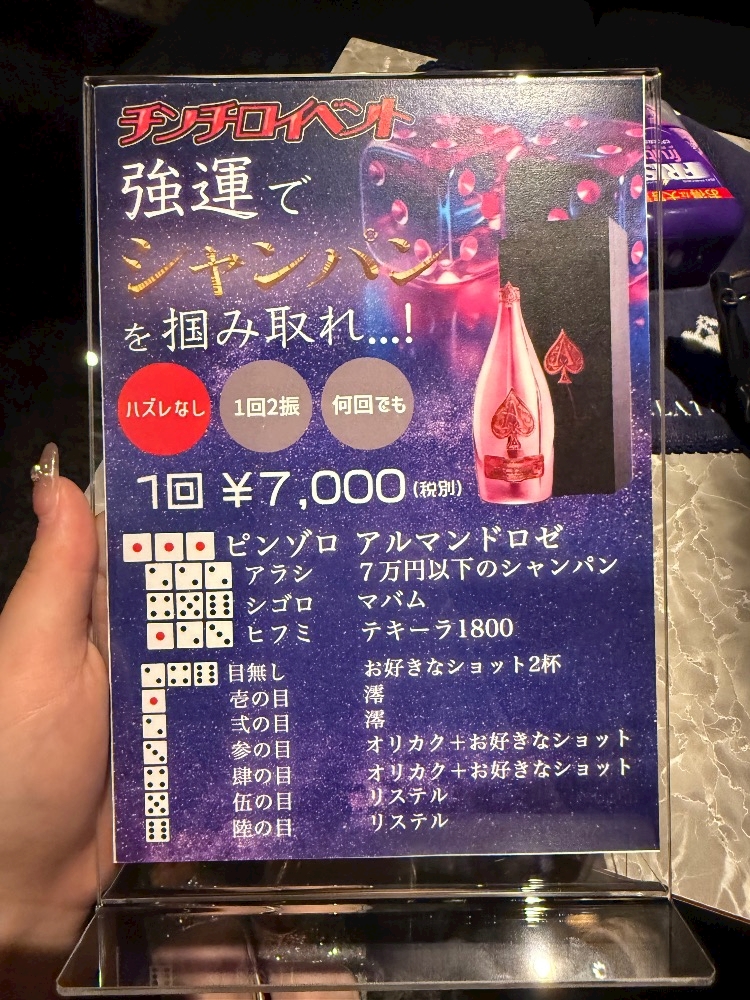 チンチロイベント
強運で
シャンパン
を掴み取れ...!
ハズレなし 1回2振 何回でも
1回 ¥7,000(税別)
ピンゾロ アルマンドロゼ
アラシ 7万円以下のシャンパン
シゴロ マバム
ヒフミ テキーラ1800
目無し お好きなショット2杯
壱の目 澪
弍の目 澪
参の目 オリカク＋お好きなショット
肆の目 オリカク＋お好きなショット
伍の目 リステル
陸の目 リステル
お得な大